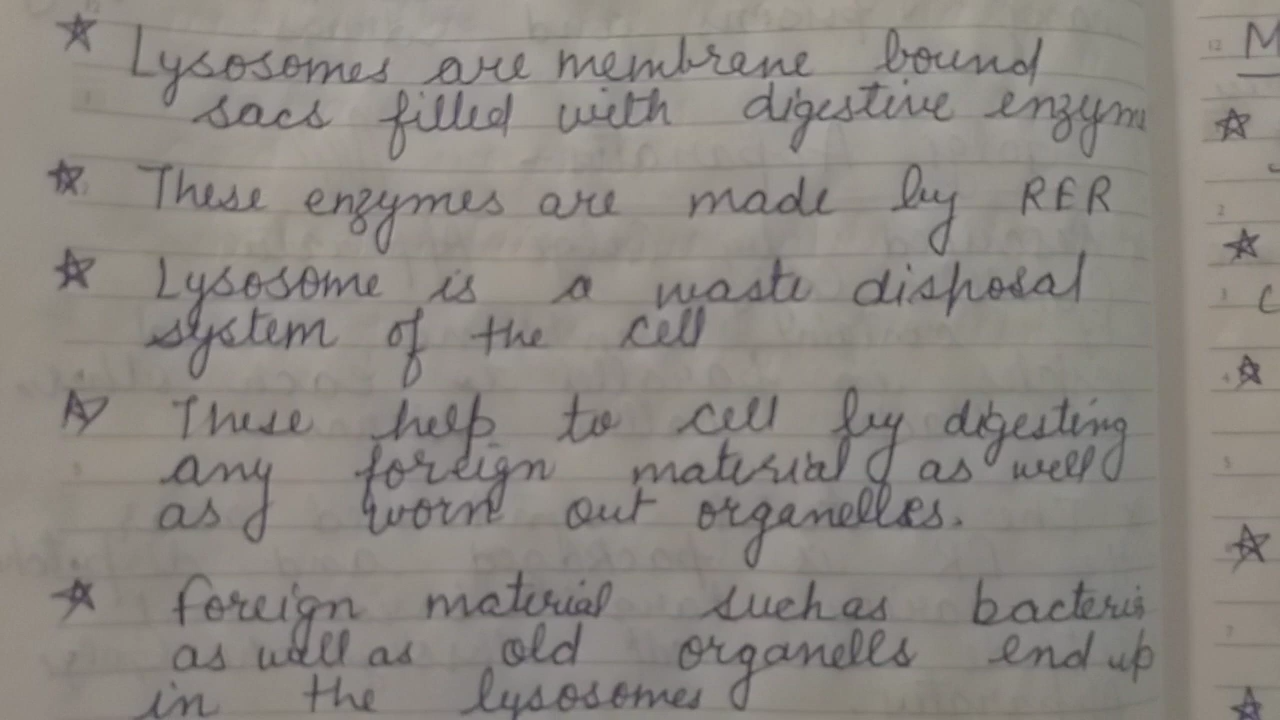 ☆ Lysosomes are membrane bound
sacs filled with digestive enzym
☆ These enzymes are made by RER
☆ Lysosome is a waste disposal
system of the cell
☆ These help to cell by digesting
any foreign material as well
as worn out organelles.
☆ foreign material such as bacteria
as well as old organells end up
in the lysosomes
M